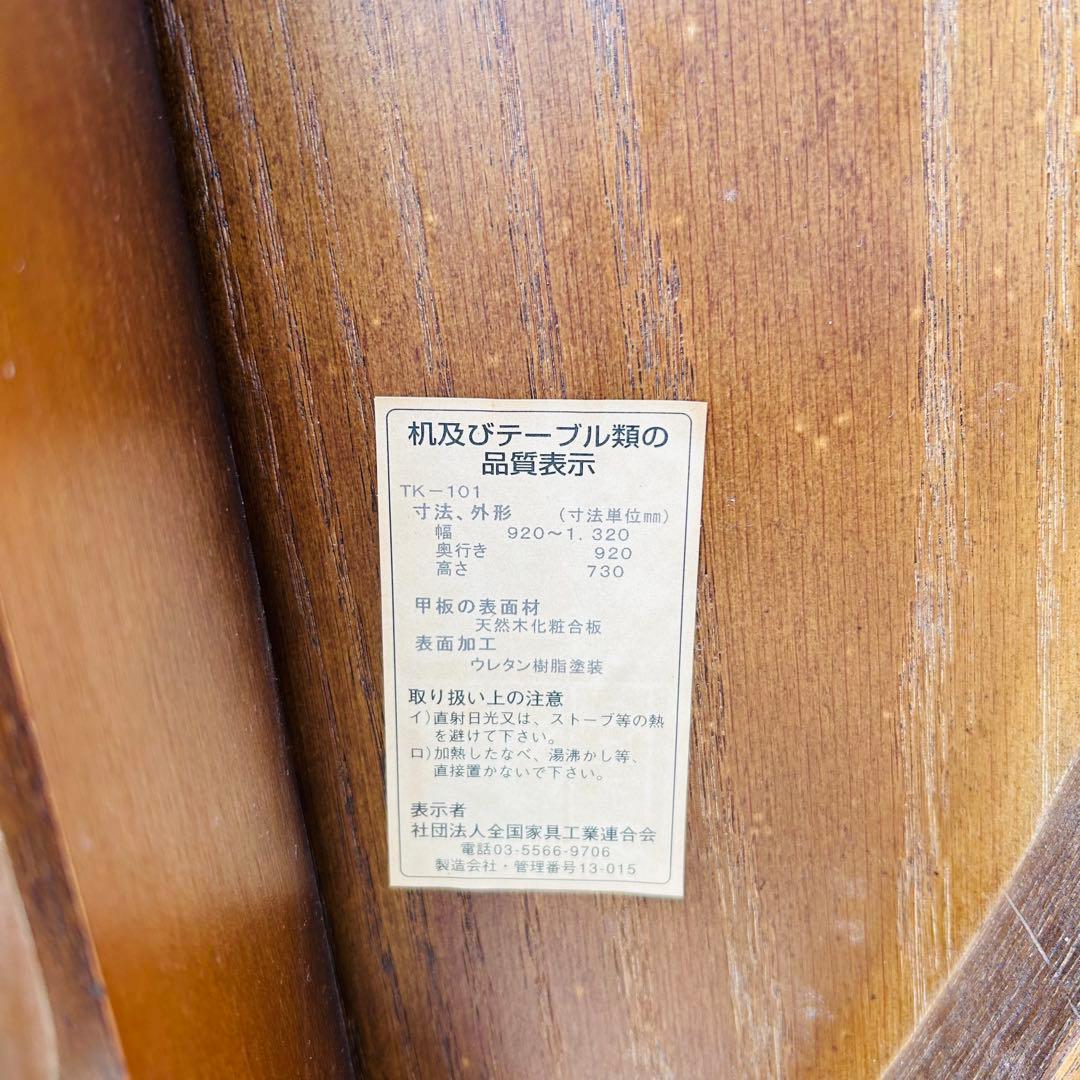 机及びテーブル類の
品質表示
TK-101
寸法、外形 (寸法単位㎜)
幅 920～1.320
奥行き 920
高さ 730
甲板の表面材
天然木化粧合板
表面加工
ウレタン樹脂塗装
取り扱い上の注意
イ)直射日光又は、ストーブ等の熱
を避けて下さい。
ロ)加熱したなべ、湯沸かし等、
直接置かないで下さい。
表示者
社団法人全国家具工業連合会
電話03-5566-9706
製造会社・管理番号13-015